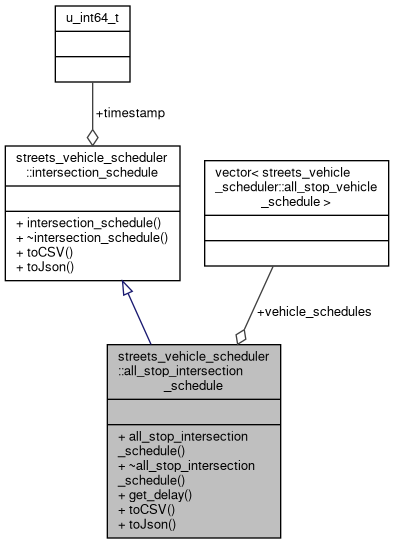 u_int64_t
+timestamp
streets_vehicle_scheduler
::intersection_schedule
+ intersection_schedule()
+ ~intersection_schedule()
+ toCSV()
+ toJson()
vector< streets_vehicle
_scheduler::all_stop_vehicle
_schedule >
+vehicle_schedules
streets_vehicle_scheduler
::all_stop_intersection
_schedule
+ all_stop_intersection
_schedule()
+ ~all_stop_intersection
_schedule()
+ get_delay()
+ toCSV()
+ toJson()